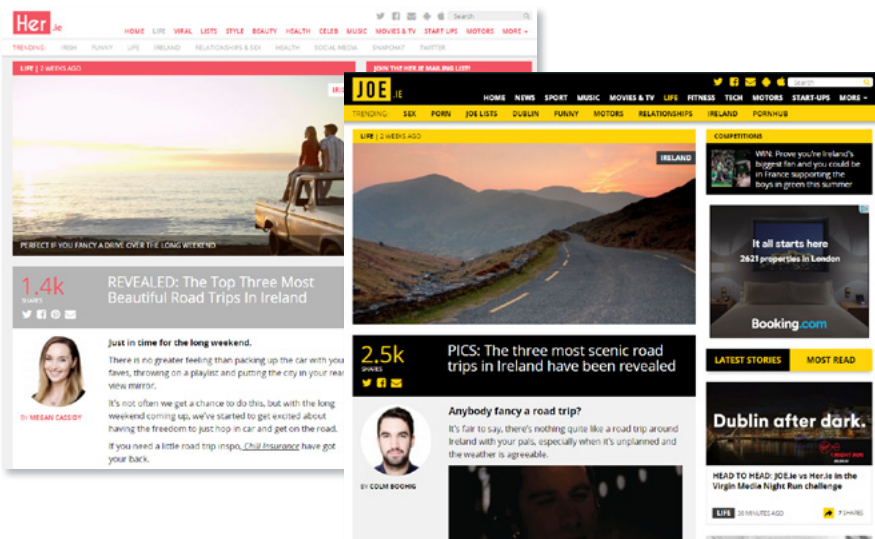 Her.ie
Search
HOME LIFE VIRAL LISTS STYLE BEAUTY HEALTH CELEB MUSIC MOVIES & TV START UPS MOTORS MORE
TRENDING: IRISH FUNNY LIFE IRELAND RELATIONSHIPS & SEX HEALTH SOCIAL MEDIA SNAPCHAT TWITTER
LIFE | 2 WEEKS AGO
JOIN THE HER.IE MAILING LIST!
PERFECT IF YOU FANCY A DRIVE OVER THE LONG WEEKEND
1.4k
SHARES
REVEALED: The Top Three Most
Beautiful Road Trips In Ireland
Just in time for the long weekend.
There is no greater feeling than packing up the car with you
faves, throwing on a playlist and putting the city in your rear
view mirror.
It's not often we get a chance to do this, but with the long
weekend coming up, we've started to get excited about
having the freedom to just hop in car and get on the road.
If you need a little road trip inspo, Chill Insurance have got
your back.
BY MEGAN CASSIDY
JOE.IE
Search
HOME NEWS SPORT MUSIC MOVIES & TV LIFE FITNESS TECH MOTORS START-UPS MORE
TRENDING: SEX PORN JOE LISTS DUBLIN FUNNY MOTORS RELATIONSHIPS IRELAND PORNHUB
LIFE | 2 WEEKS AGO
IRELAND
2.5k
SHARES
PICS: The three most scenic road
trips in Ireland have been revealed
Anybody fancy a road trip?
It's fair to say, there's nothing quite like a road trip around
Ireland with your pals, especially when it's unplanned and
the weather is agreeable.
BY COLM BOOHIG
COMPETITIONS
WIN: Prove you're Ireland's
biggest fan and you could be
in France supporting the
boys in green this summer
It all starts here
2621 properties in London
Booking.com
LATEST STORIES MOST READ
Dublin after dark.
HEAD TO HEAD: JOE.ie vs Her.ie in the
Virgin Media Night Run challenge
LIFE 28 MINUTES AGO 7 SHARES